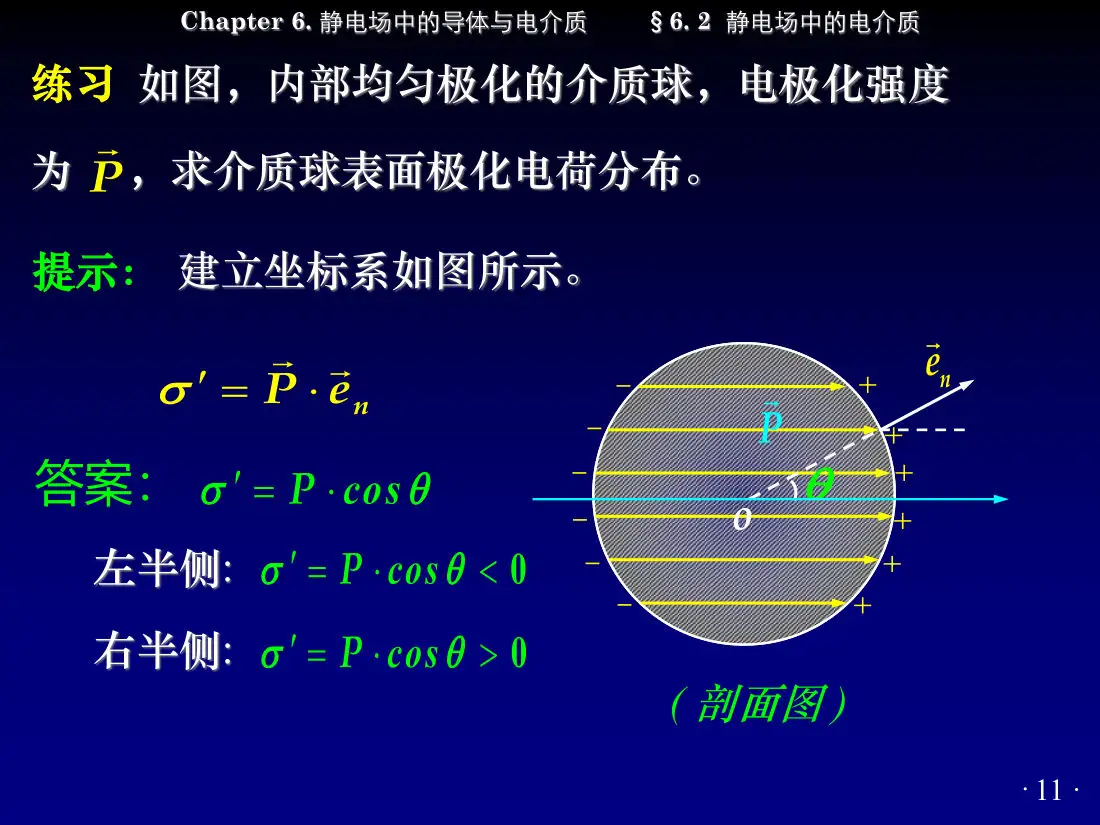 Chapter 6. 静电场中的导体与电介质 §6. 2 静电场中的电介质
练习 如图，内部均匀极化的介质球，电极化强度
为 P⃗ ，求介质球表面极化电荷分布。
提示： 建立坐标系如图所示。
σ′ = P⃗ · e⃗ₙ
答案： σ′ = P · cos θ
左半侧: σ′ = P · cos θ < 0
右半侧: σ′ = P · cos θ > 0
e⃗ₙ
− +
P⃗
− +
− +
θ
o
− +
− +
− +
(剖面图)
· 11 ·